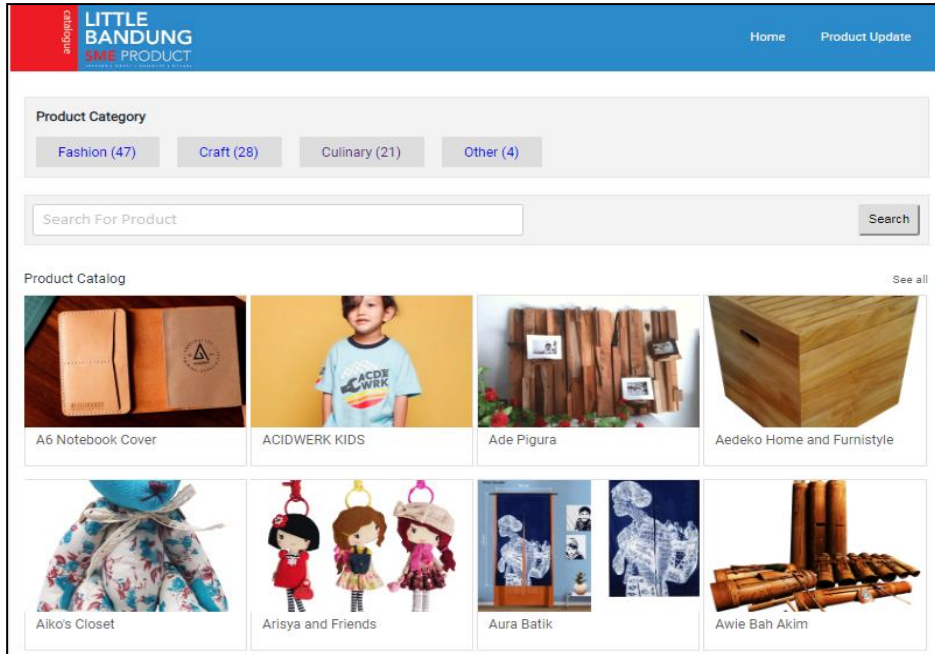 catalogue
LITTLE
BANDUNG
SME PRODUCT
Home
Product Update
Product Category
Fashion (47)
Craft (28)
Culinary (21)
Other (4)
Search For Product
Search
Product Catalog
See all
ACDE
WRK
A6 Notebook Cover
ACIDWERK KIDS
Ade Pigura
Aedeko Home and Furnistyle
Aiko's Closet
Arisya and Friends
Aura Batik
Awie Bah Akim